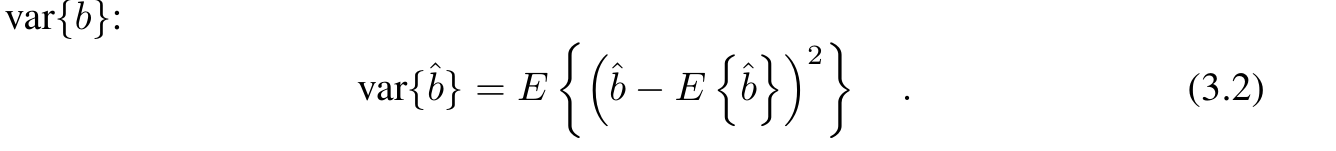 var{b}:
var{b̂} = E { ( b̂ − E { b̂ } )² } . (3.2)